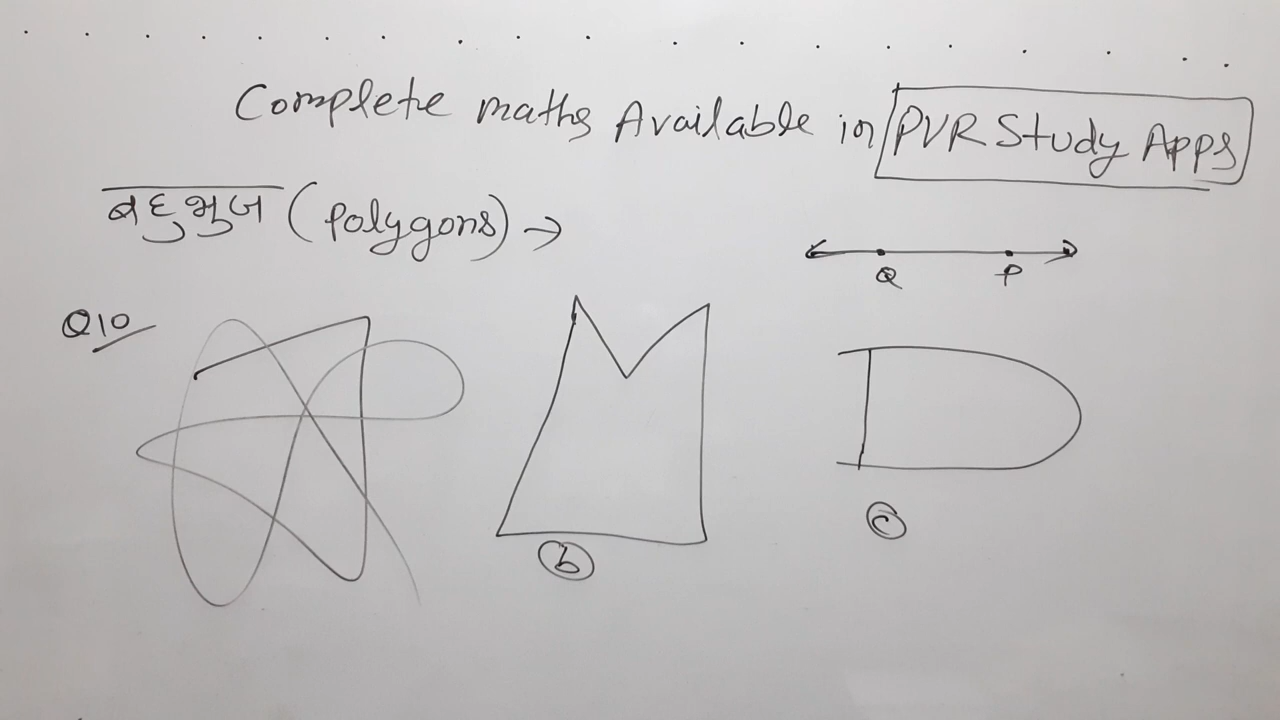 Complete maths Available in PVR Study Apps
बहुभुज (polygons) →
Q P
Q10
b
c